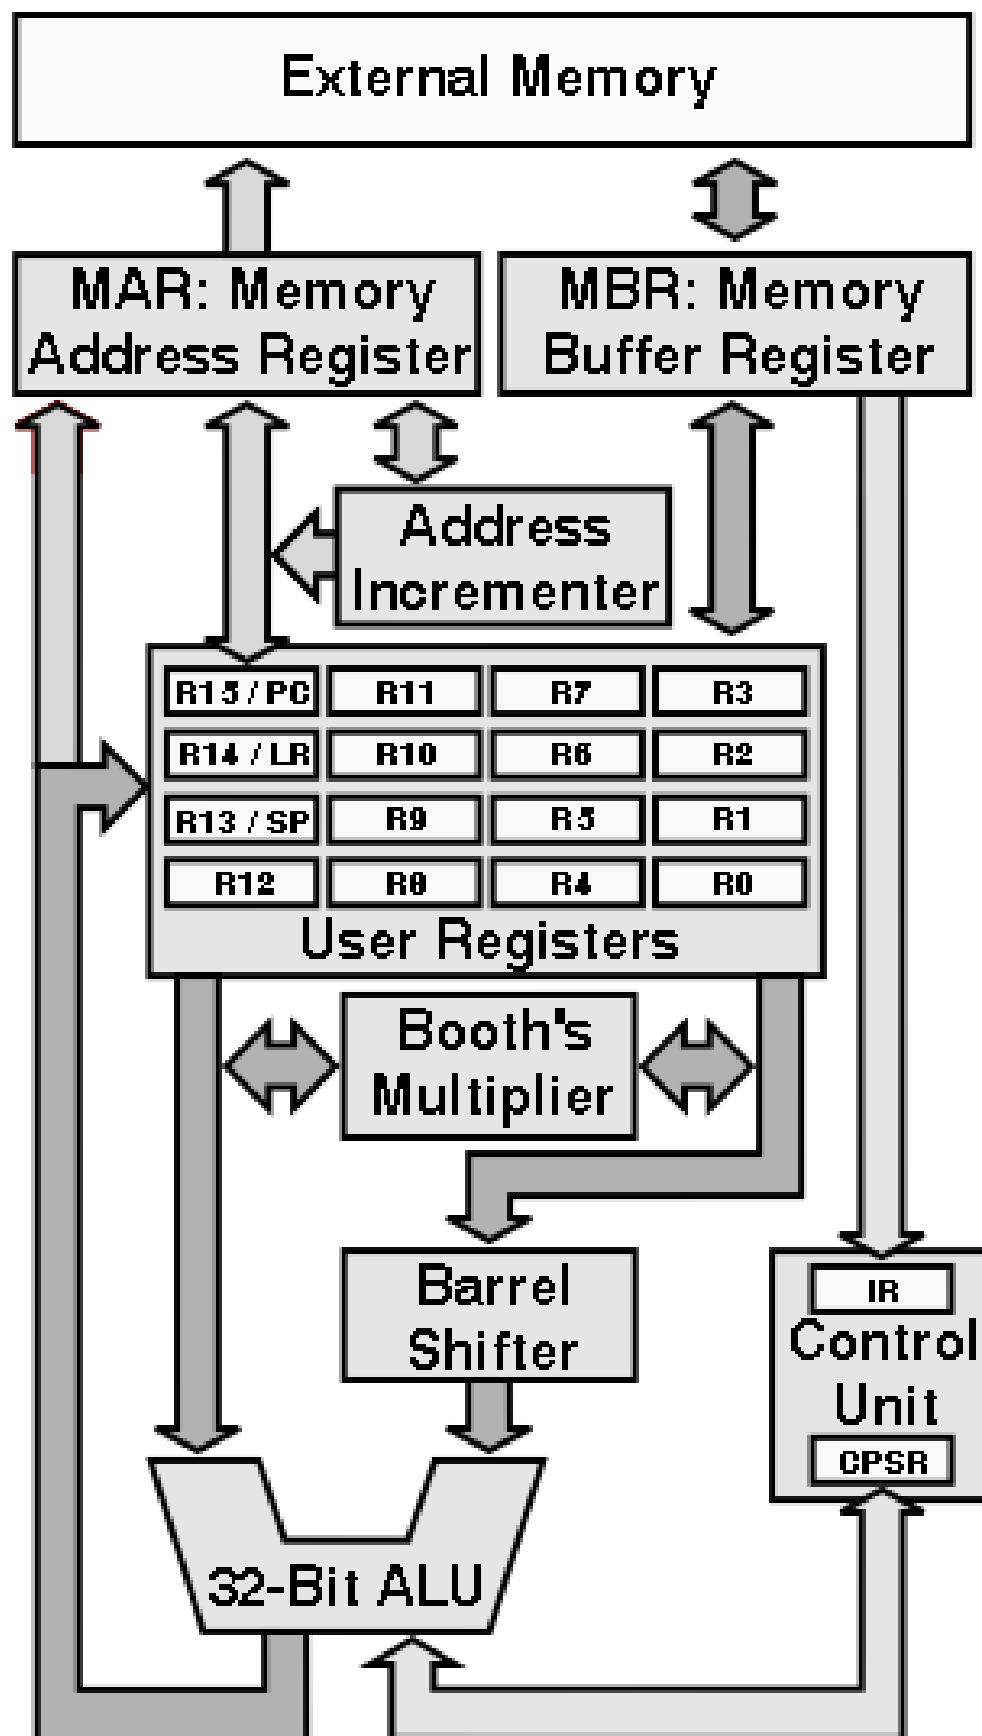 External Memory
MAR: Memory
Address Register
MBR: Memory
Buffer Register
Address
Incrementer
R15 / PC R11 R7 R3
R14 / LR R10 R6 R2
R13 / SP R9 R5 R1
R12 R8 R4 R0
User Registers
Booth's
Multiplier
Barrel
Shifter
IR
Control
Unit
CPSR
32-Bit ALU